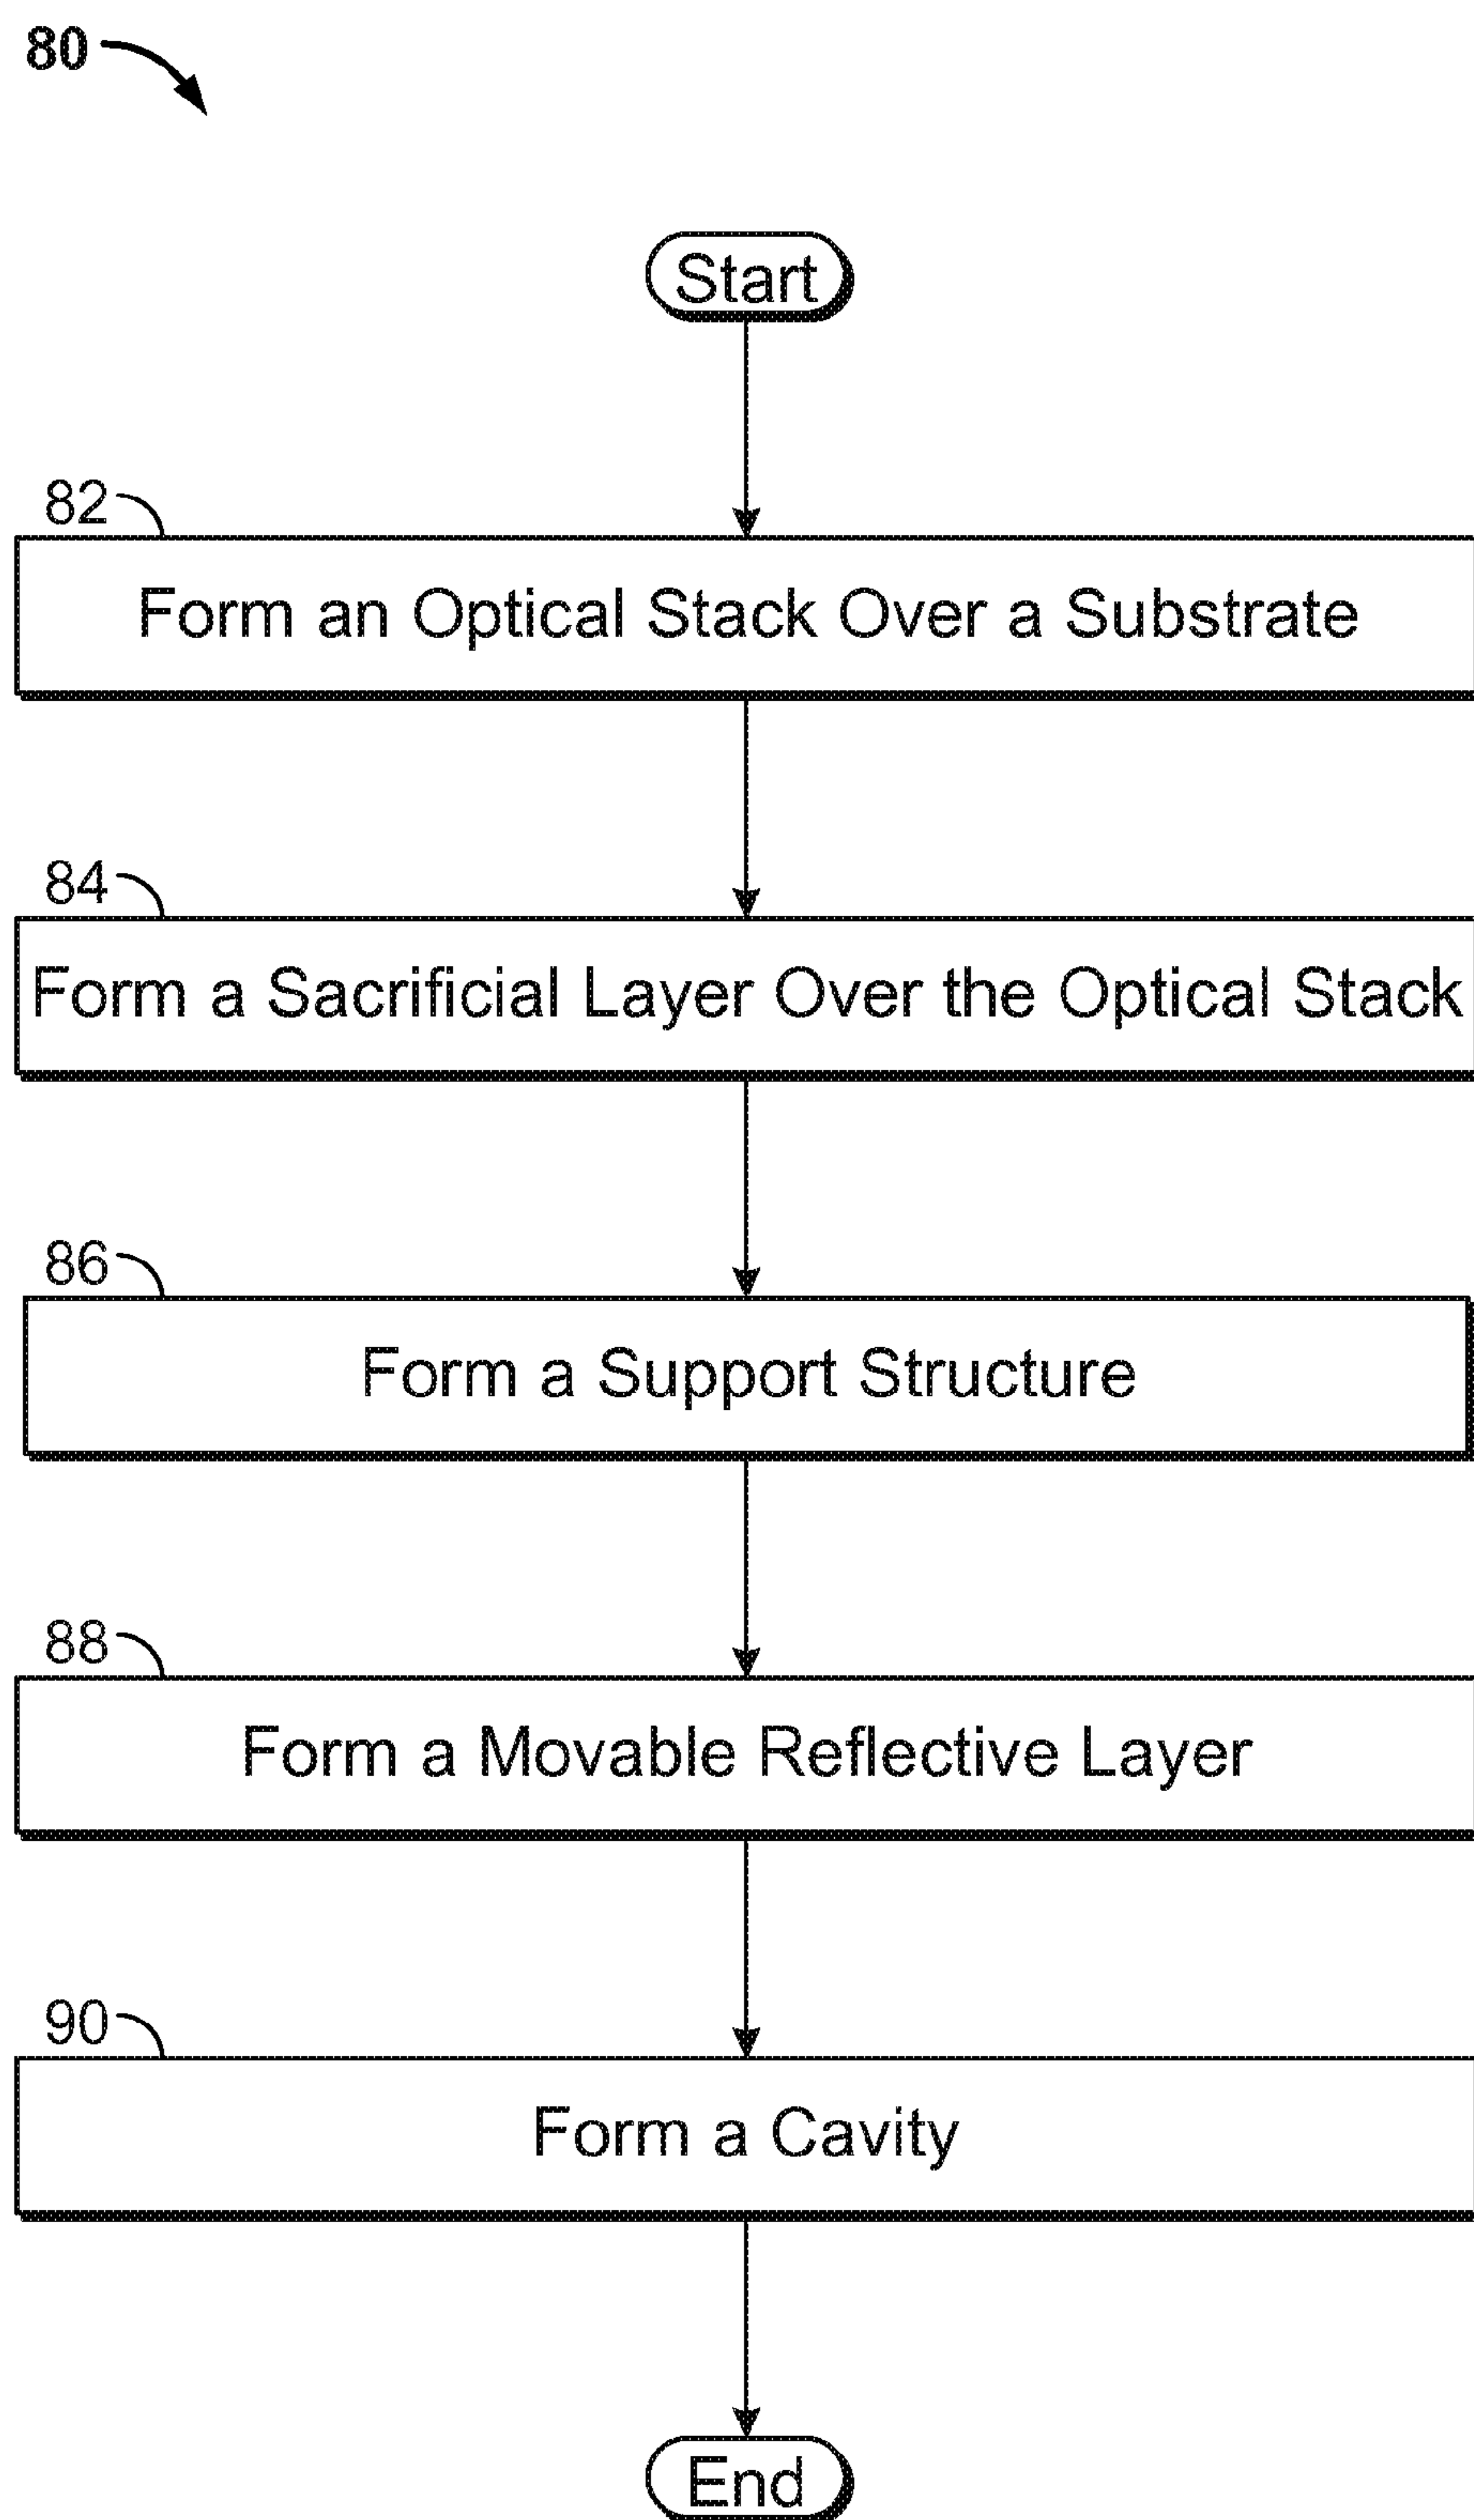 80
Start
82
Form an Optical Stack Over a Substrate
84
Form a Sacrificial Layer Over the Optical Stack
86
Form a Support Structure
88
Form a Movable Reflective Layer
90
Form a Cavity
End